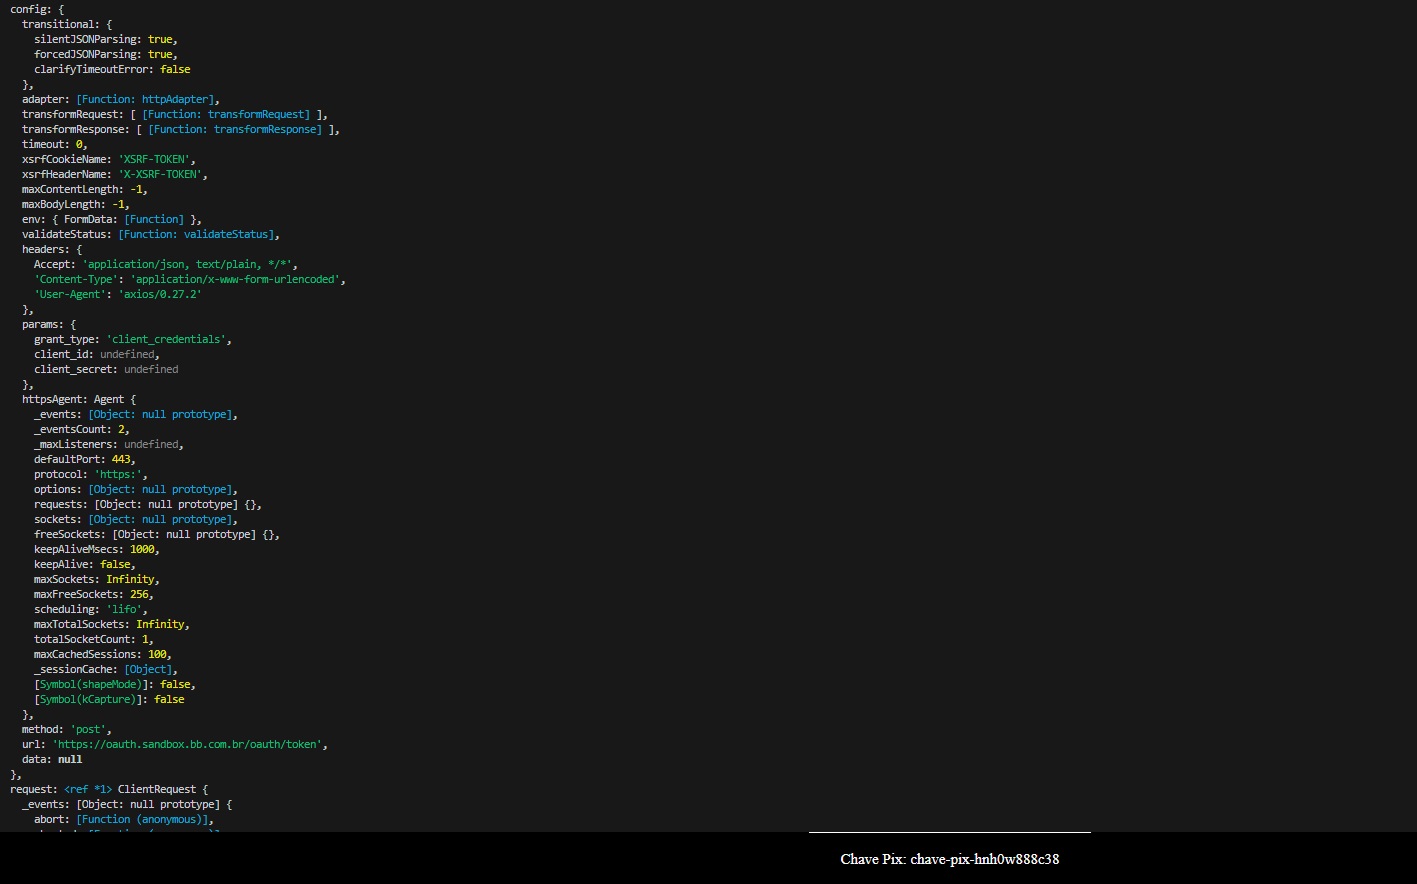 config: {
transitional: {
silentJSONParsing: true,
forcedJSONParsing: true,
clarifyTimeoutError: false
},
adapter: [Function: httpAdapter],
transformRequest: [ [Function: transformRequest] ],
transformResponse: [ [Function: transformResponse] ],
timeout: 0,
xsrfCookieName: 'XSRF-TOKEN',
xsrfHeaderName: 'X-XSRF-TOKEN',
maxContentLength: -1,
maxBodyLength: -1,
env: { FormData: [Function] },
validateStatus: [Function: validateStatus],
headers: {
Accept: 'application/json, text/plain, */*',
'Content-Type': 'application/x-www-form-urlencoded',
'User-Agent': 'axios/0.27.2'
},
params: {
grant_type: 'client_credentials',
client_id: undefined,
client_secret: undefined
},
httpsAgent: Agent {
_events: [Object: null prototype],
_eventsCount: 2,
_maxListeners: undefined,
defaultPort: 443,
protocol: 'https:',
options: [Object: null prototype],
requests: [Object: null prototype] {},
sockets: [Object: null prototype],
freeSockets: [Object: null prototype] {},
keepAliveMsecs: 1000,
keepAlive: false,
maxSockets: Infinity,
maxFreeSockets: 256,
scheduling: 'lifo',
maxTotalSockets: Infinity,
totalSocketCount: 1,
maxCachedSessions: 100,
_sessionCache: [Object],
[Symbol(shapeMode)]: false,
[Symbol(kCapture)]: false
},
method: 'post',
url: 'https://oauth.sandbox.bb.com.br/oauth/token',
data: null
},
request: <ref *1> ClientRequest {
_events: [Object: null prototype] {
abort: [Function (anonymous)],
Chave Pix: chave-pix-hnh0w888c38